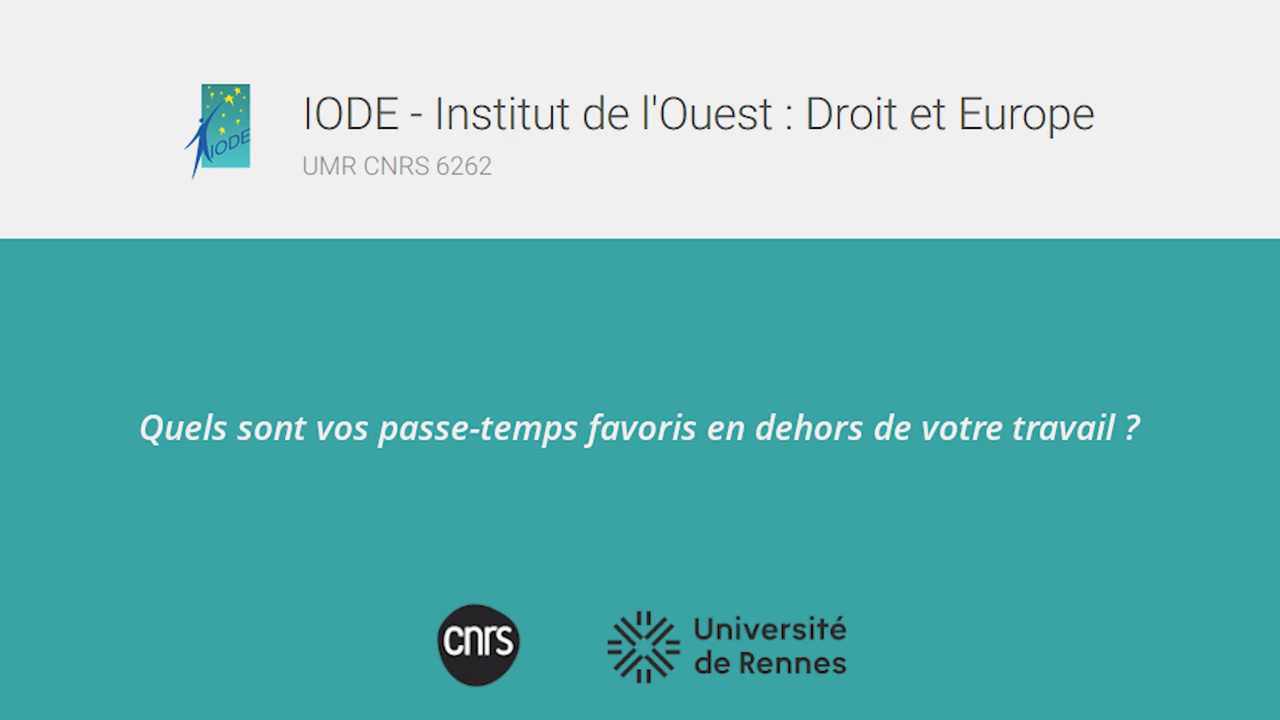 IODE
IODE - Institut de l'Ouest : Droit et Europe
UMR CNRS 6262
Quels sont vos passe-temps favoris en dehors de votre travail ?
cnrs
Université
de Rennes